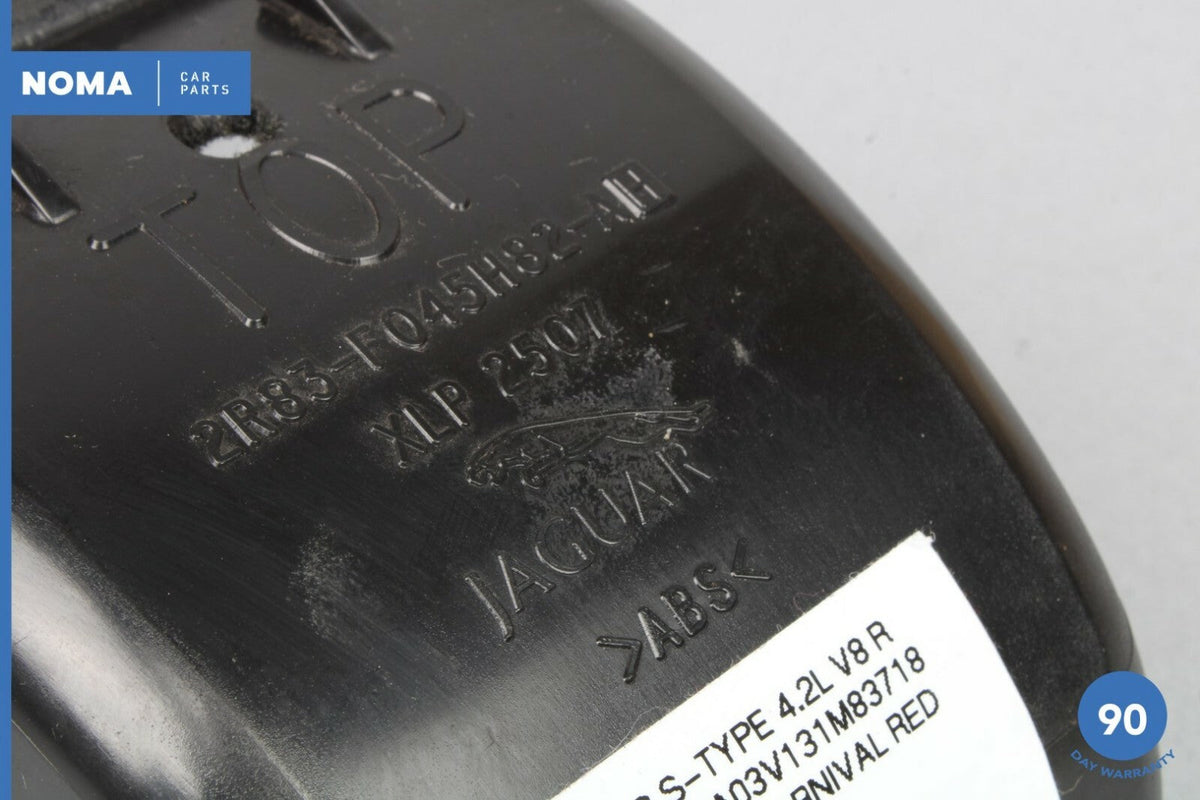 NOMA
CAR
PARTS
TOP
2R83-F045H82-AH
XLP 2507
JAGUAR
>ABS<
S-TYPE 4.2L V8 R
A03V131M83718
RNIVAL RED
90
DAY WARRANTY